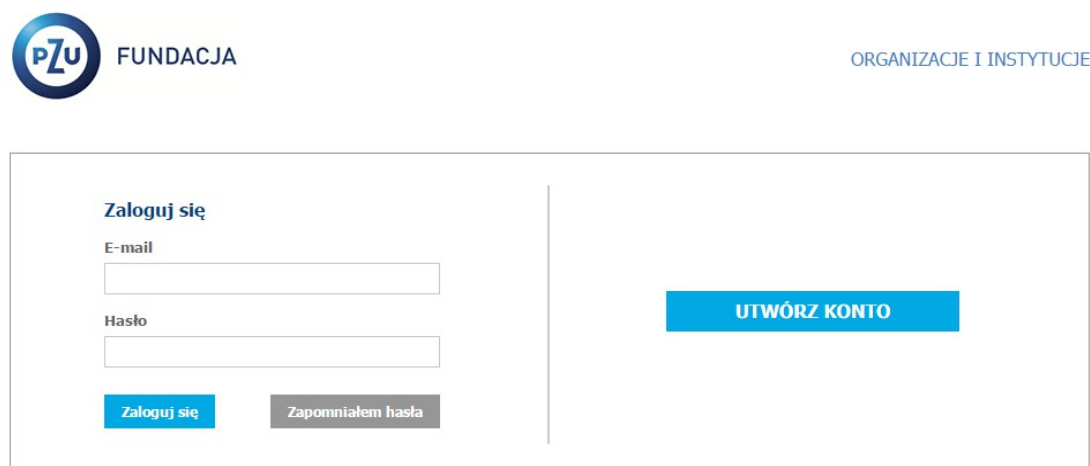 PZU FUNDACJA
ORGANIZACJE I INSTYTUCJE
Zaloguj się
E-mail
Hasło
Zaloguj się
Zapomniałem hasła
UTWÓRZ KONTO